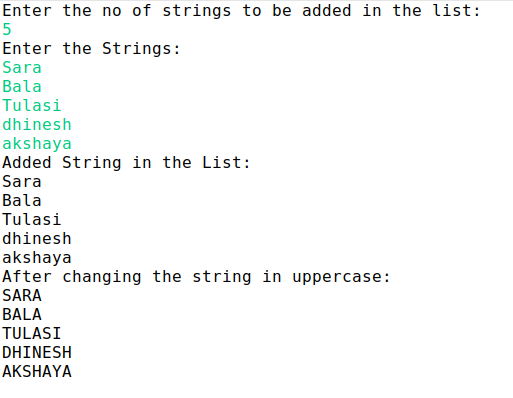 Enter the no of strings to be added in the list:
5
Enter the Strings:
Sara
Bala
Tulasi
dhinesh
akshaya
Added String in the List:
Sara
Bala
Tulasi
dhinesh
akshaya
After changing the string in uppercase:
SARA
BALA
TULASI
DHINESH
AKSHAYA